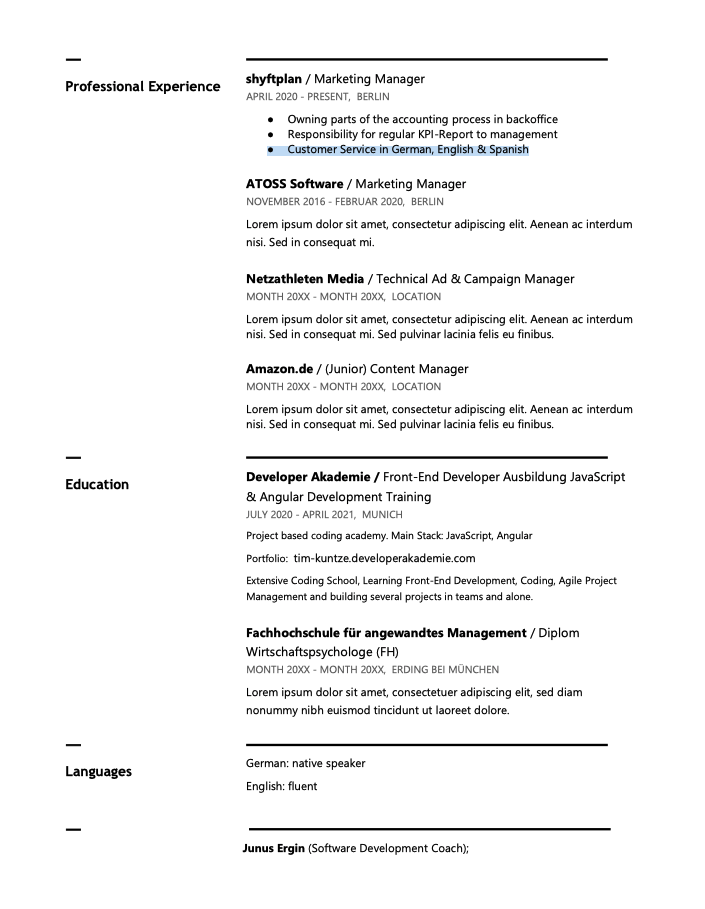 Professional Experience
shyftplan / Marketing Manager
APRIL 2020 - PRESENT, BERLIN
● Owning parts of the accounting process in backoffice
● Responsibility for regular KPI-Report to management
● Customer Service in German, English & Spanish
ATOSS Software / Marketing Manager
NOVEMBER 2016 - FEBRUAR 2020, BERLIN
Lorem ipsum dolor sit amet, consectetur adipiscing elit. Aenean ac interdum
nisi. Sed in consequat mi.
Netzathleten Media / Technical Ad & Campaign Manager
MONTH 20XX - MONTH 20XX, LOCATION
Lorem ipsum dolor sit amet, consectetur adipiscing elit. Aenean ac interdum
nisi. Sed in consequat mi. Sed pulvinar lacinia felis eu finibus.
Amazon.de / (Junior) Content Manager
MONTH 20XX - MONTH 20XX, LOCATION
Lorem ipsum dolor sit amet, consectetur adipiscing elit. Aenean ac interdum
nisi. Sed in consequat mi. Sed pulvinar lacinia felis eu finibus.
Education
Developer Akademie / Front-End Developer Ausbildung JavaScript
& Angular Development Training
JULY 2020 - APRIL 2021, MUNICH
Project based coding academy. Main Stack: JavaScript, Angular
Portfolio: tim-kuntze.developerakademie.com
Extensive Coding School, Learning Front-End Development, Coding, Agile Project
Management and building several projects in teams and alone.
Fachhochschule für angewandtes Management / Diplom
Wirtschaftspsychologe (FH)
MONTH 20XX - MONTH 20XX, ERDING BEI MÜNCHEN
Lorem ipsum dolor sit amet, consectetuer adipiscing elit, sed diam
nonummy nibh euismod tincidunt ut laoreet dolore.
Languages
German: native speaker
English: fluent
Junus Ergin (Software Development Coach);